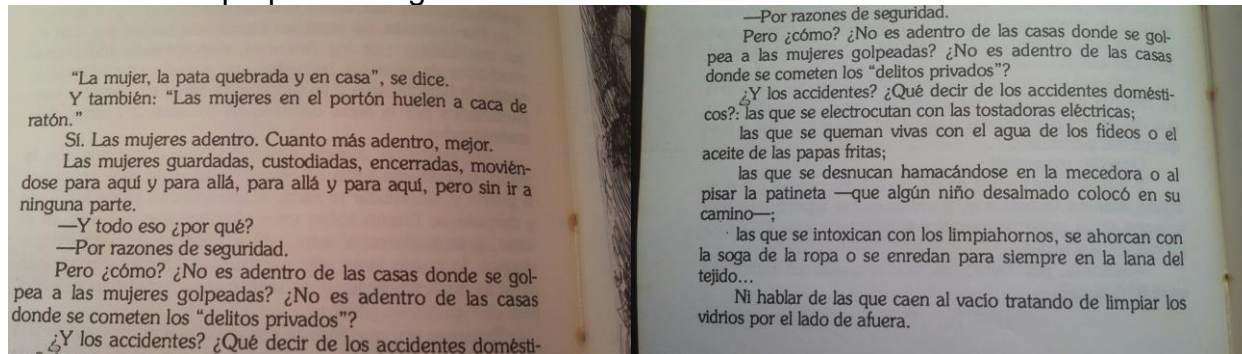 “La mujer, la pata quebrada y en casa”, se dice.
Y también: “Las mujeres en el portón huelen a caca de
ratón.”
Sí. Las mujeres adentro. Cuanto más adentro, mejor.
Las mujeres guardadas, custodiadas, encerradas, movién-
dose para aquí y para allá, para allá y para aquí, pero sin ir a
ninguna parte.
—Y todo eso ¿por qué?
—Por razones de seguridad.
Pero ¿cómo? ¿No es adentro de las casas donde se gol-
pea a las mujeres golpeadas? ¿No es adentro de las casas
donde se cometen los “delitos privados”?
¿Y los accidentes? ¿Qué decir de los accidentes domésti-
—Por razones de seguridad.
Pero ¿cómo? ¿No es adentro de las casas donde se gol-
pea a las mujeres golpeadas? ¿No es adentro de las casas
donde se cometen los “delitos privados”?
¿Y los accidentes? ¿Qué decir de los accidentes domésti-
cos?: las que se electrocutan con las tostadoras eléctricas;
las que se queman vivas con el agua de los fideos o el
aceite de las papas fritas;
las que se desnucan hamacándose en la mecedora o al
pisar la patineta —que algún niño desalmado colocó en su
camino—;
las que se intoxican con los limpiahornos, se ahorcan con
la soga de la ropa o se enredan para siempre en la lana del
tejido...
Ni hablar de las que caen al vacío tratando de limpiar los
vidrios por el lado de afuera.